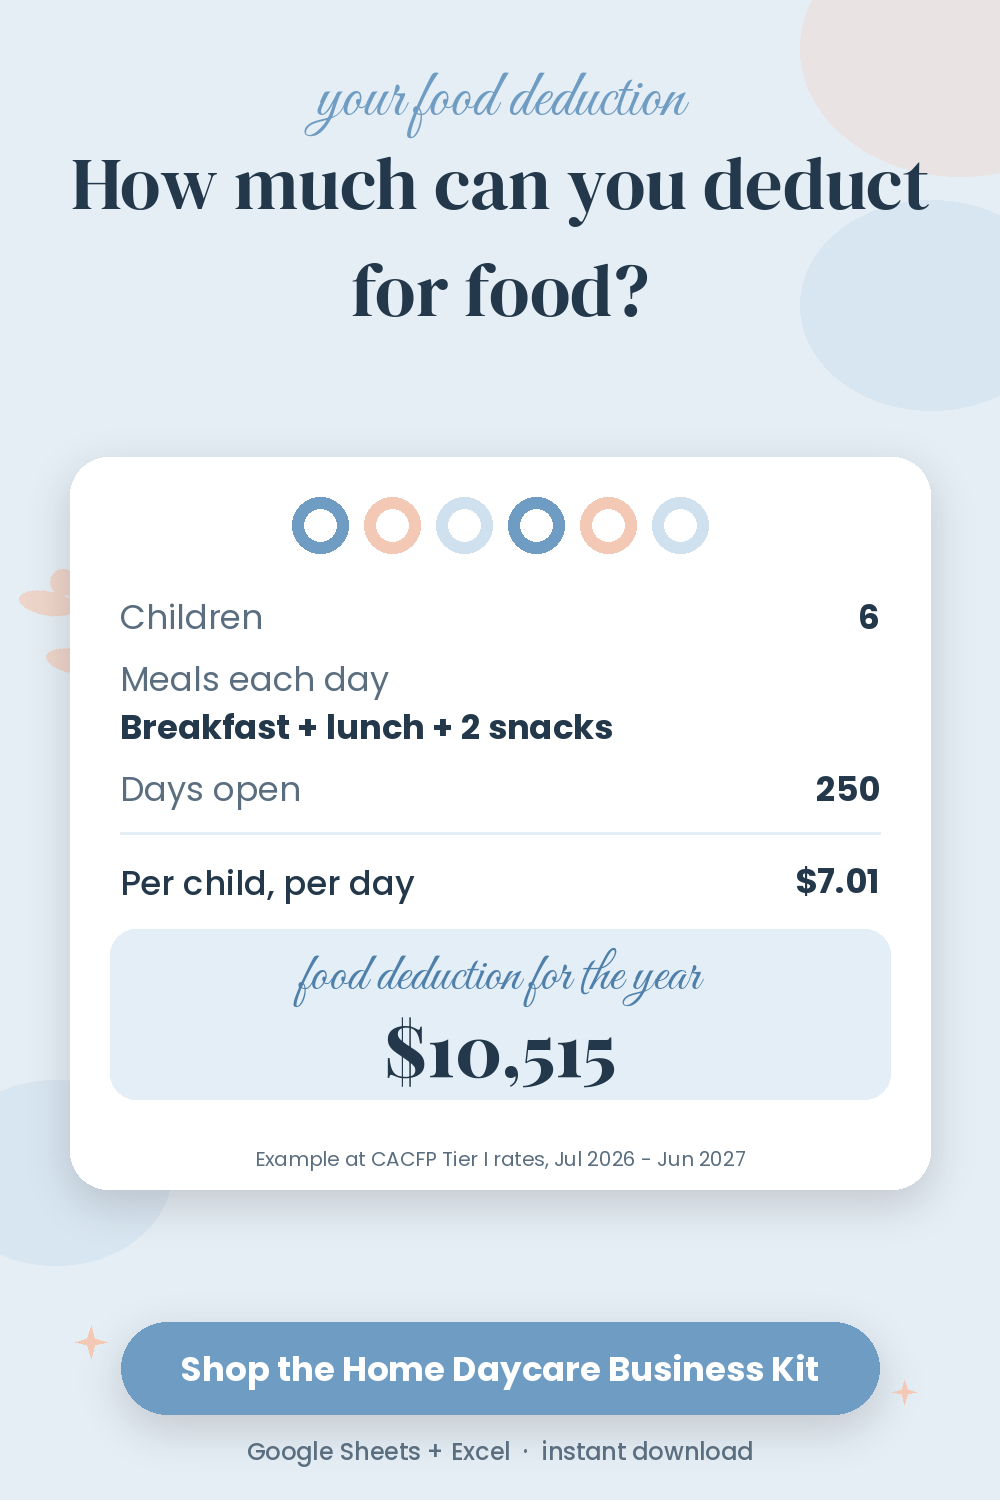 your food deduction
How much can you deduct
for food?
Children 6
Meals each day
Breakfast + lunch + 2 snacks
Days open 250
Per child, per day $7.01
food deduction for the year
$10,515
Example at CACFP Tier I rates, Jul 2026 - Jun 2027
Shop the Home Daycare Business Kit
Google Sheets + Excel · instant download